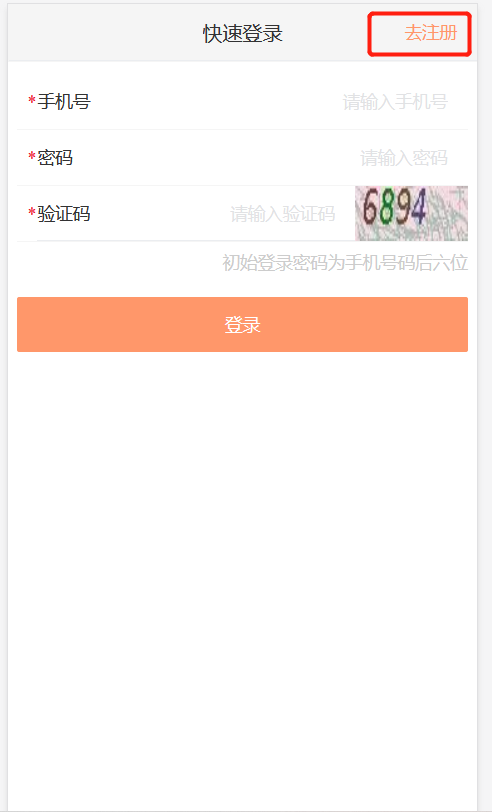 快速登录 去注册
*手机号 请输入手机号
*密码 请输入密码
*验证码 请输入验证码 6894
初始登录密码为手机号码后六位
登录